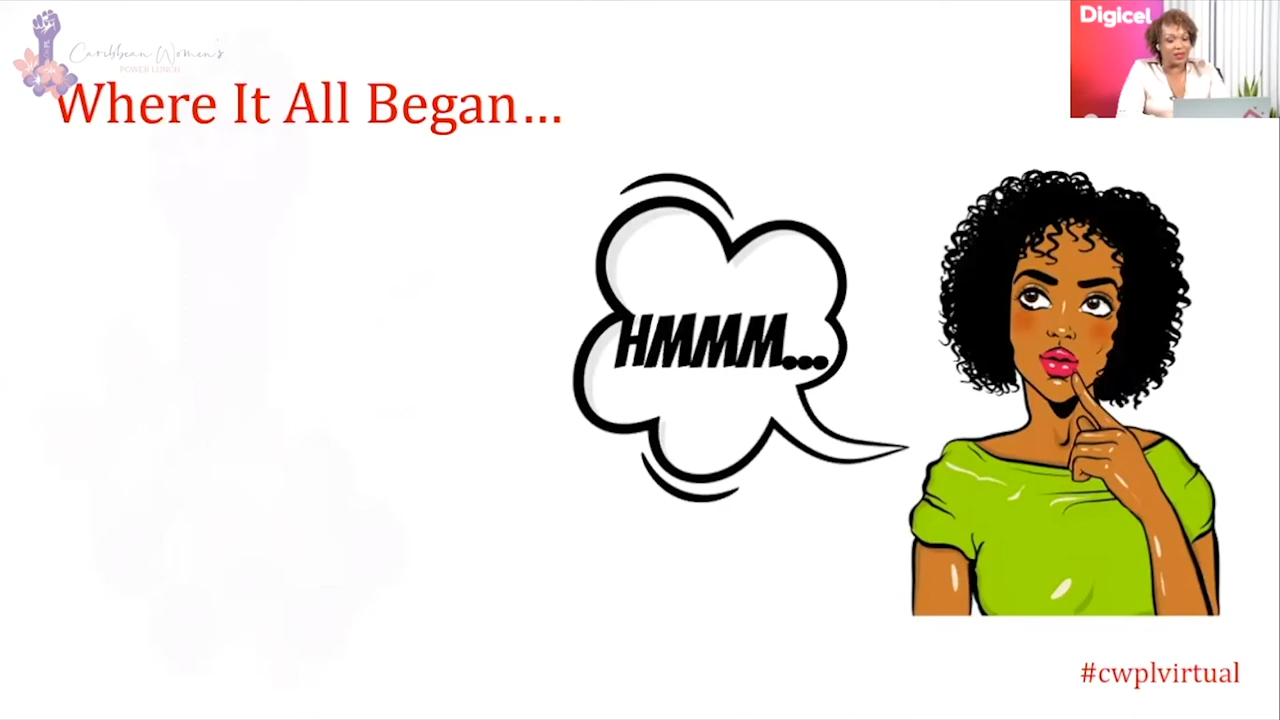 Caribbean Women's
POWER LUNCH
Digicel
Where It All Began...
HMMM...
#cwplvirtual